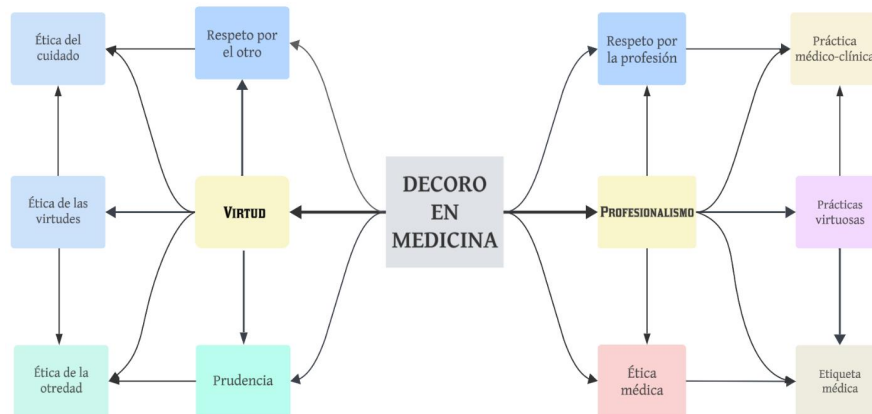 Ética del
cuidado
Respeto por
el otro
Respeto por
la profesión
Práctica
médico-clínica
Ética de las
virtudes
VIRTUD
DECORO
EN
MEDICINA
PROFESIONALISMO
Prácticas
virtuosas
Ética de la
otredad
Prudencia
Ética
médica
Etiqueta
médica